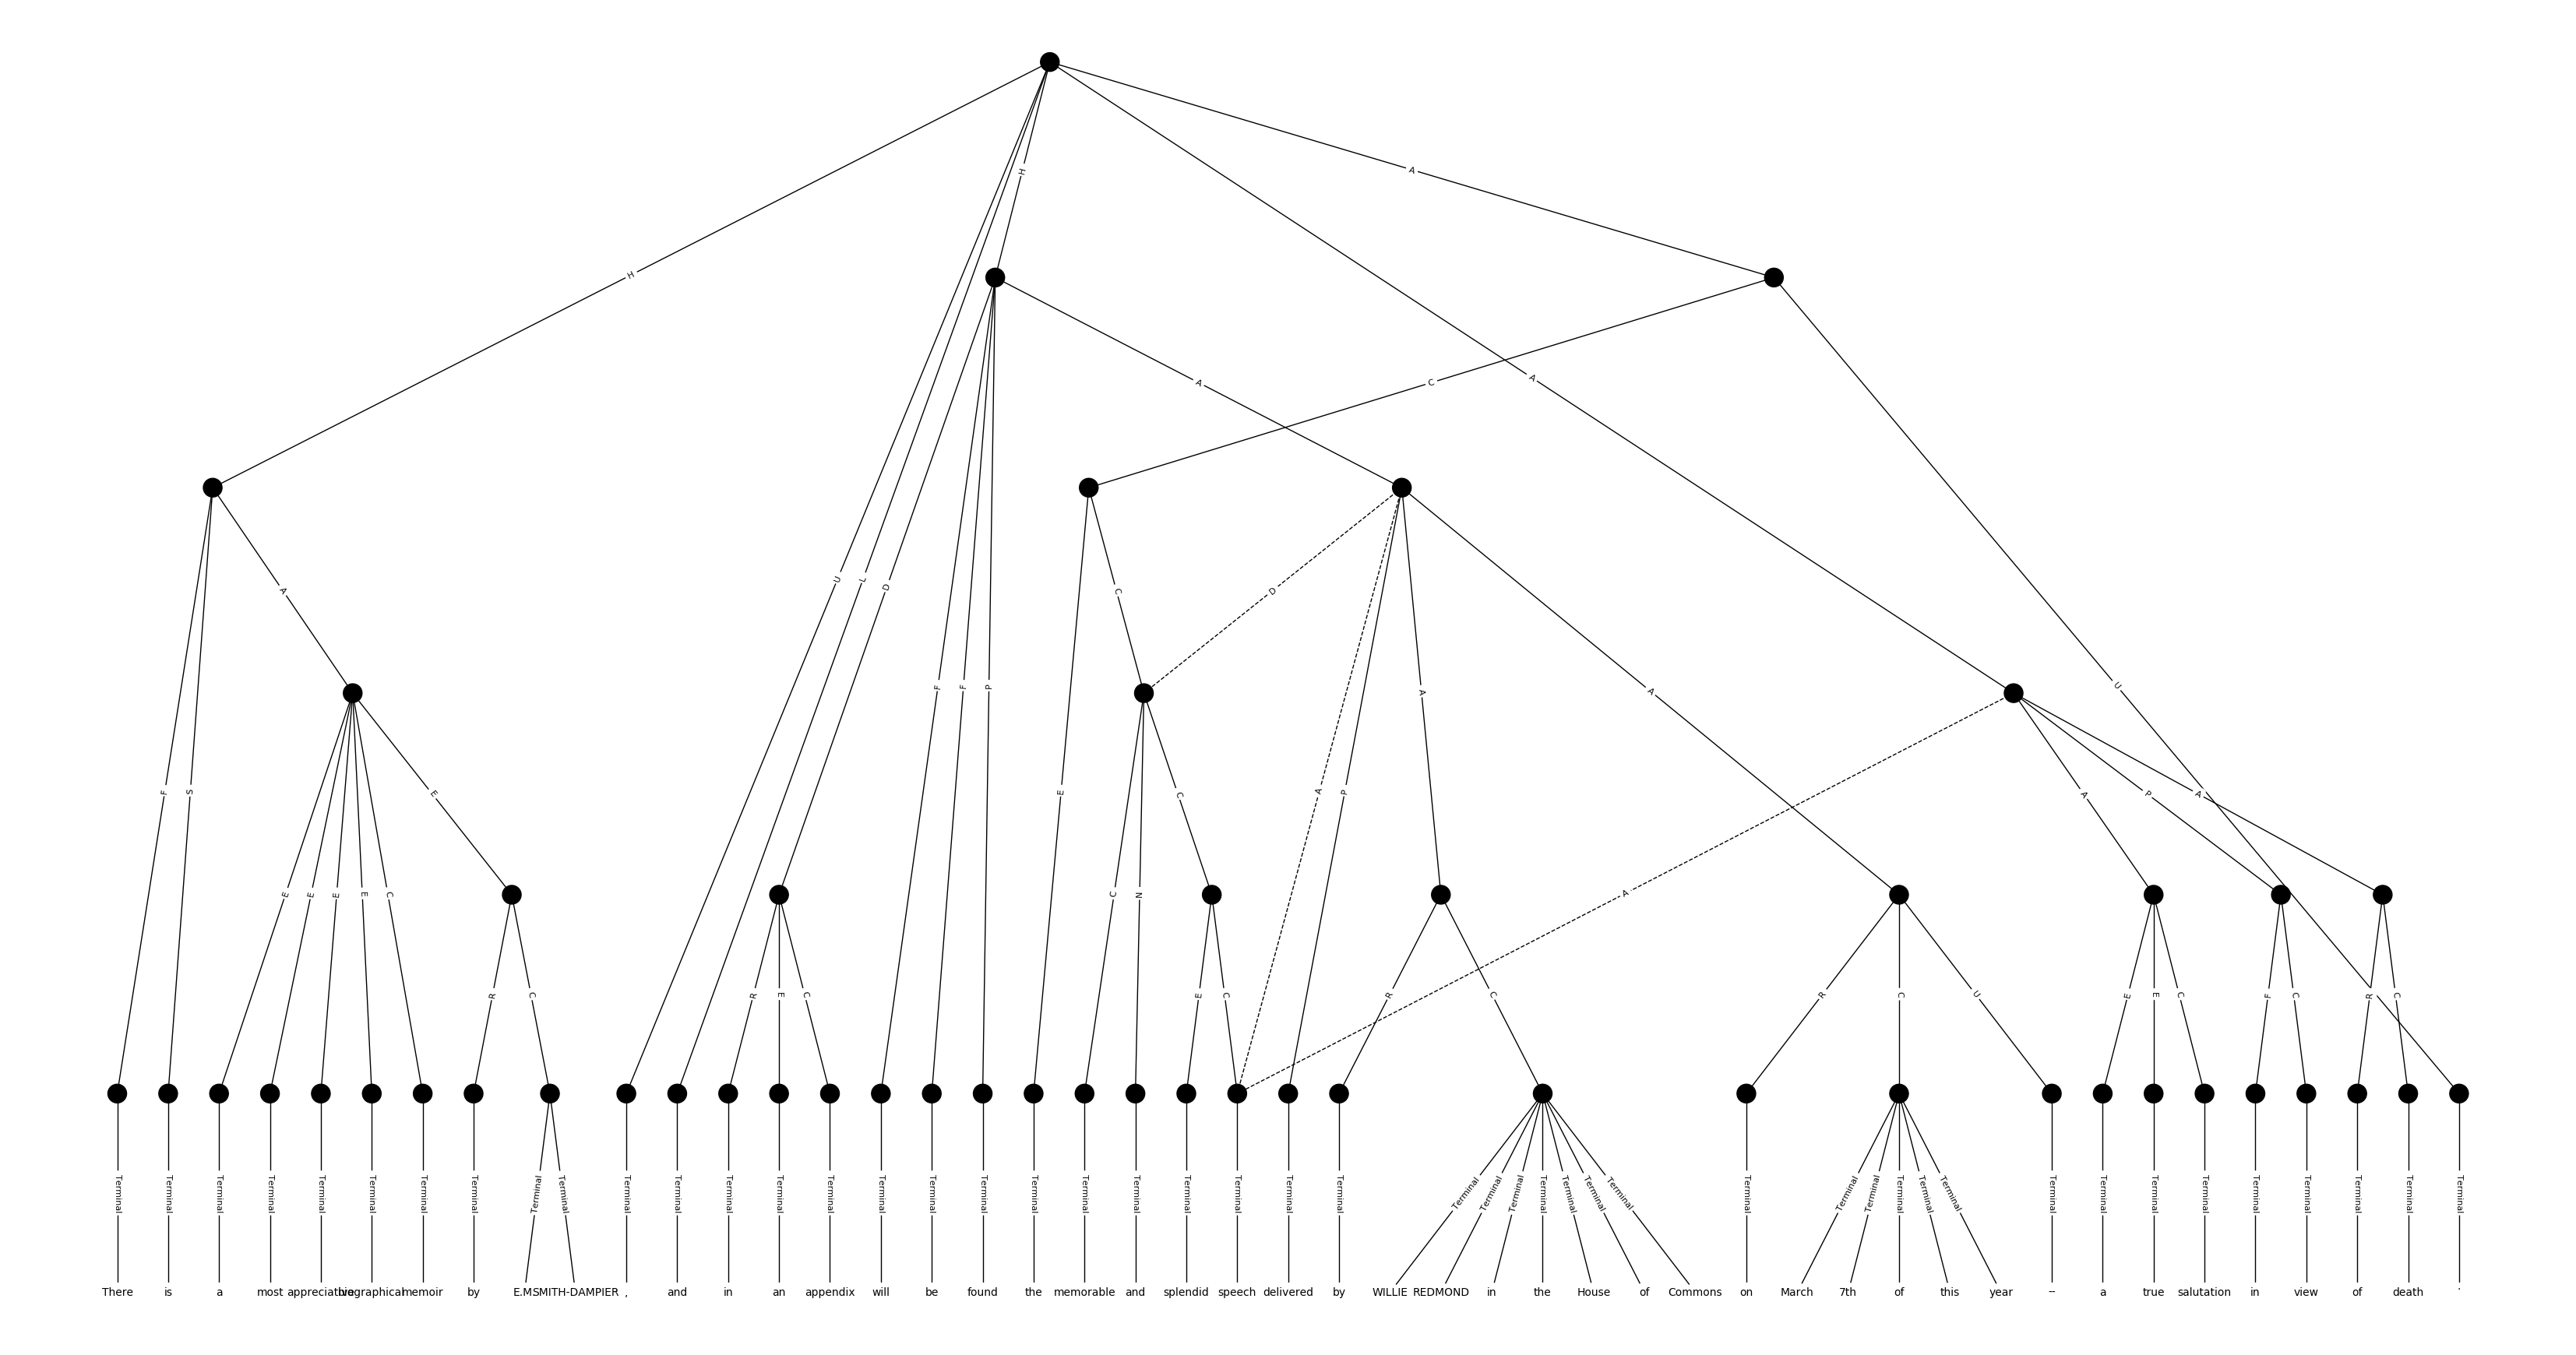 H
A
H
A
C
A
U
L
D
A
D
C
F
F
P
A
A
U
F
S
E
A
P
C
A
P
A
E
E
E
E
E
C
C
N
A
R
C
R
E
C
E
C
R
C
R
C
U
E
E
C
F
C
R
C
Terminal Terminal Terminal Terminal Terminal Terminal Terminal Terminal Terminal Terminal Terminal Terminal Terminal Terminal Terminal Terminal Terminal Terminal Terminal Terminal Terminal Terminal Terminal Terminal Terminal Terminal Terminal Terminal Terminal Terminal Terminal Terminal Terminal Terminal Terminal Terminal Terminal Terminal Terminal Terminal Terminal Terminal Terminal Terminal Terminal Terminal Terminal
There is a most appreciative biographical memoir by E.M. SMITH-DAMPIER , and in an appendix will be found the memorable and splendid speech delivered by WILLIE REDMOND in the House of Commons on March 7th of this year -- a true salutation in view of death .